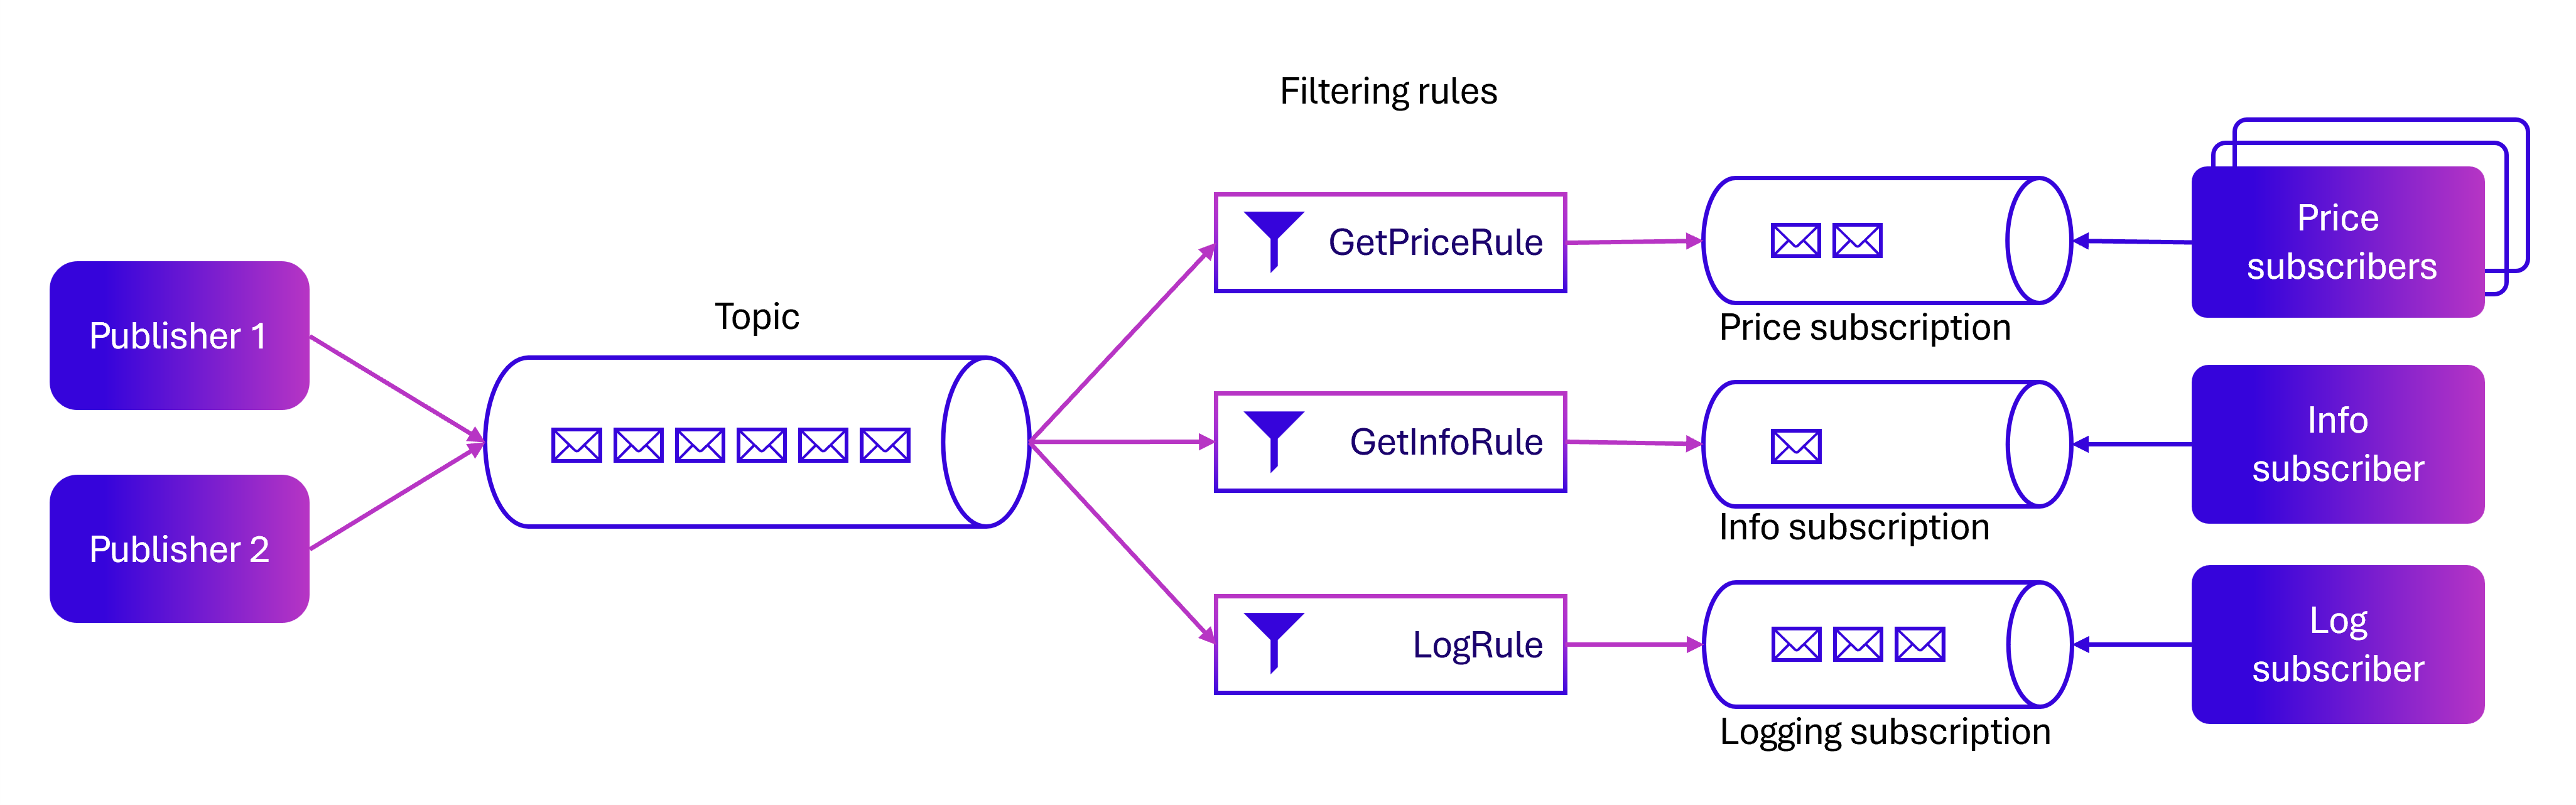 Filtering rules
Publisher 1
Publisher 2
Topic
GetPriceRule
GetInfoRule
LogRule
Price subscription
Info subscription
Logging subscription
Price
subscribers
Info
subscriber
Log
subscriber